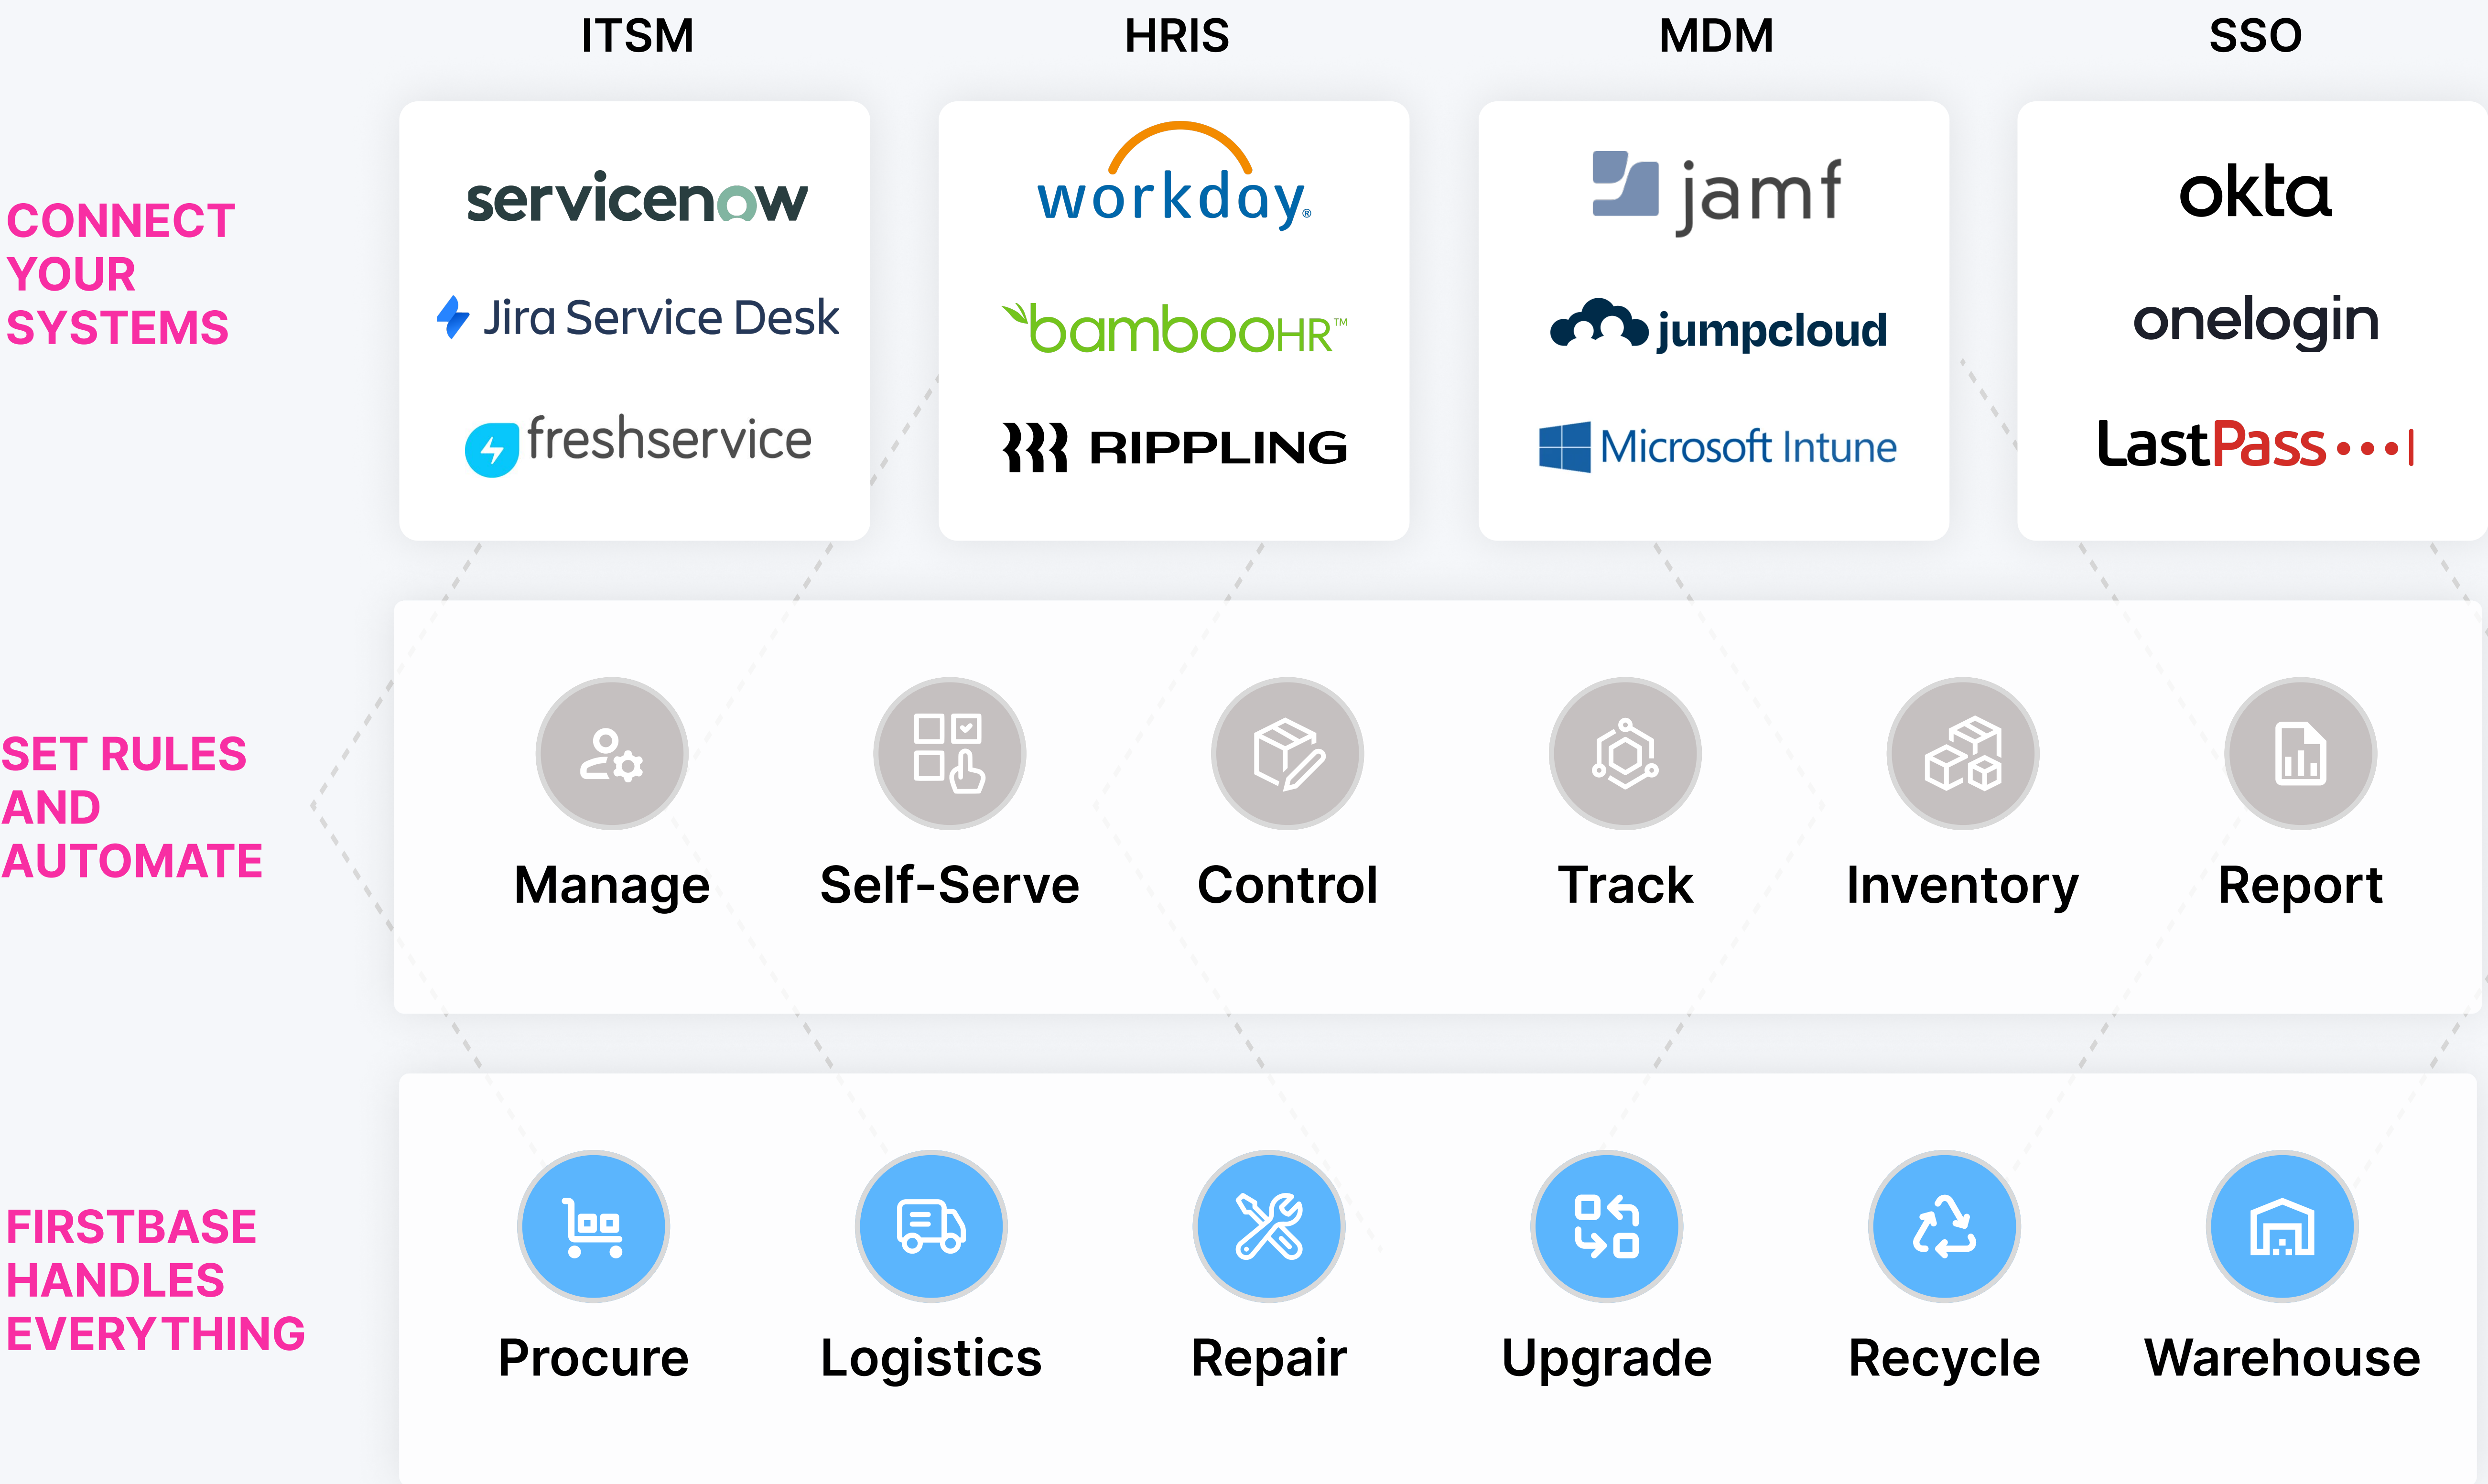 ITSM
HRIS
MDM
SSO
CONNECT
YOUR
SYSTEMS
servicenow
Jira Service Desk
freshservice
workday®
bambooHR™
RIPPLING
jamf
jumpcloud
Microsoft Intune
okta
onelogin
LastPass •••|
SET RULES
AND
AUTOMATE
Manage
Self-Serve
Control
Track
Inventory
Report
FIRSTBASE
HANDLES
EVERYTHING
Procure
Logistics
Repair
Upgrade
Recycle
Warehouse